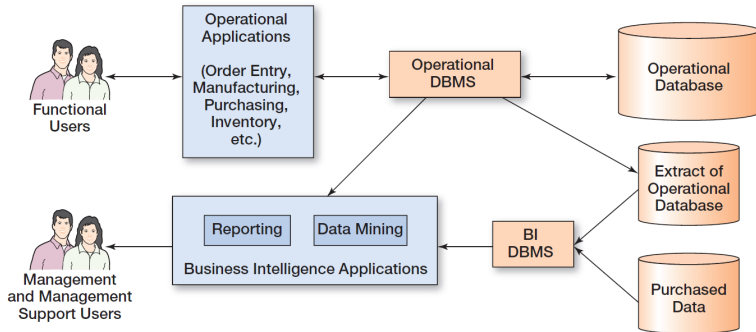 Functional
Users
Operational
Applications
(Order Entry,
Manufacturing,
Purchasing,
Inventory,
etc.)
Operational
DBMS
Operational
Database
Extract of
Operational
Database
Reporting
Data Mining
Business Intelligence Applications
BI
DBMS
Management
and Management
Support Users
Purchased
Data